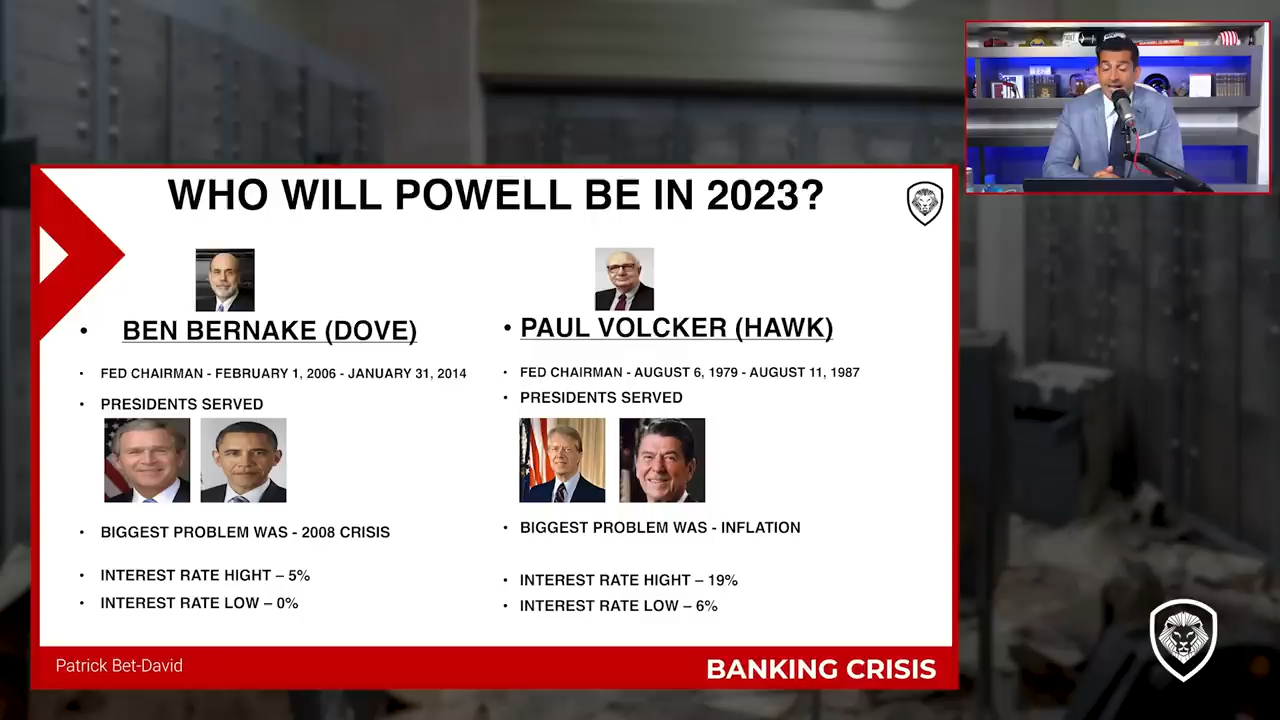 WHO WILL POWELL BE IN 2023?
• BEN BERNAKE (DOVE)
• FED CHAIRMAN - FEBRUARY 1, 2006 - JANUARY 31, 2014
• PRESIDENTS SERVED
• BIGGEST PROBLEM WAS - 2008 CRISIS
• INTEREST RATE HIGHT – 5%
• INTEREST RATE LOW – 0%
• PAUL VOLCKER (HAWK)
• FED CHAIRMAN - AUGUST 6, 1979 - AUGUST 11, 1987
• PRESIDENTS SERVED
• BIGGEST PROBLEM WAS - INFLATION
• INTEREST RATE HIGHT – 19%
• INTEREST RATE LOW – 6%
Patrick Bet-David
BANKING CRISIS